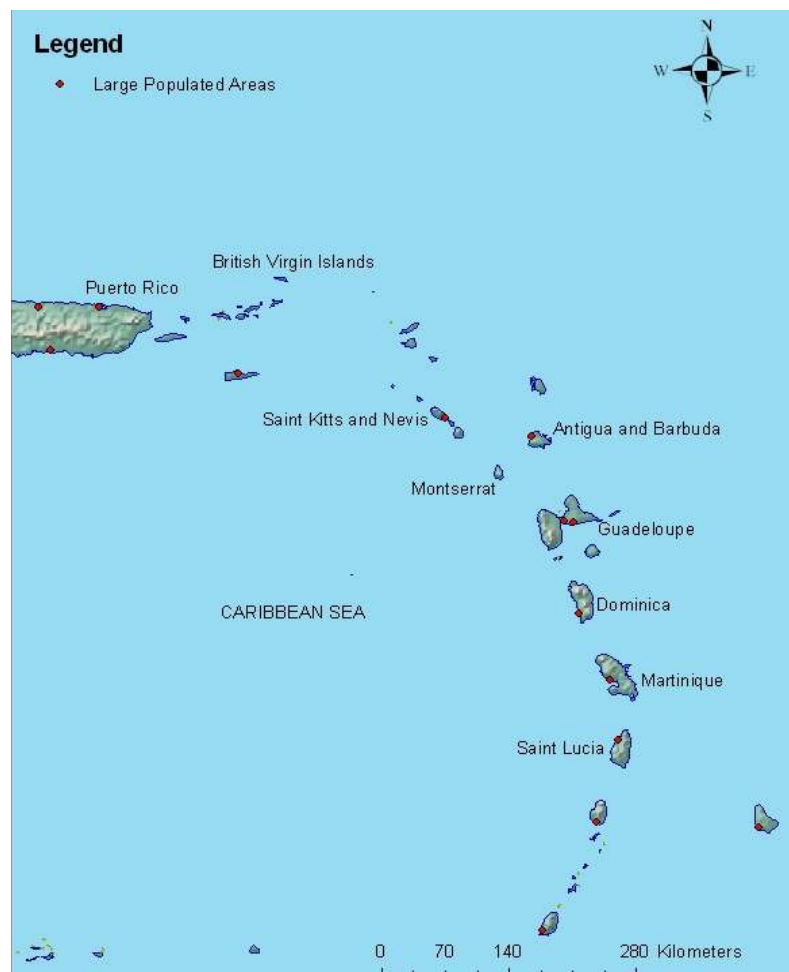 Legend
Large Populated Areas
N
W E
S
British Virgin Islands
Puerto Rico
Saint Kitts and Nevis
Antigua and Barbuda
Montserrat
Guadeloupe
Dominica
CARIBBEAN SEA
Martinique
Saint Lucia
0 70 140 280 Kilometers